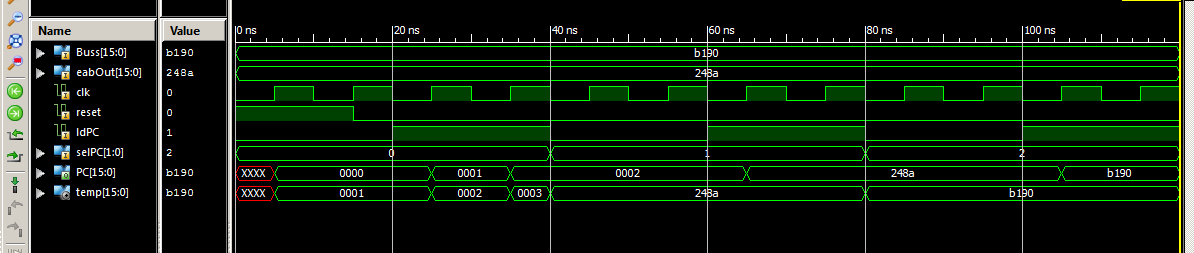 Name Value 0 ns 20 ns 40 ns 60 ns 80 ns 100 ns
Buss[15:0] b190 b190
eabOut[15:0] 248a 248a
clk 0
reset 0
ldPC 1
selPC[1:0] 2 0 1 2
PC[15:0] b190 XXXX 0000 0001 0002 248a b190
temp[15:0] b190 XXXX 0001 0002 0003 248a b190